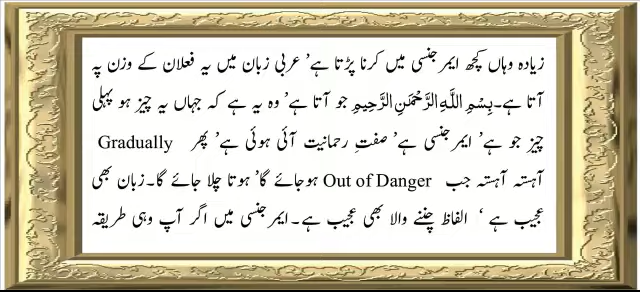 زیادہ وہاں کچھ ایمرجنسی میں کرنا پڑتا ہے’ عربی زبان میں یہ فعلان کے وزن پہ
آتا ہے۔بِسْمِ اللَّهِ الرَّحْمَنِ الرَّحِيمِ جو آتا ہے’ وہ یہ ہے کہ جہاں یہ چیز ہو پہلی
چیز جو ہے’ ایمرجنسی ہے’ صفتِ رحمانیت آئی ہوئی ہے’ پھر Gradually
آہستہ آہستہ جب Out of Danger ہوجائے گا’ ہوتا چلا جائے گا۔زبان بھی
عجیب ہے ‘ الفاظ چننے والا بھی عجیب ہے۔ایمرجنسی میں اگر آپ وہی طریقہ